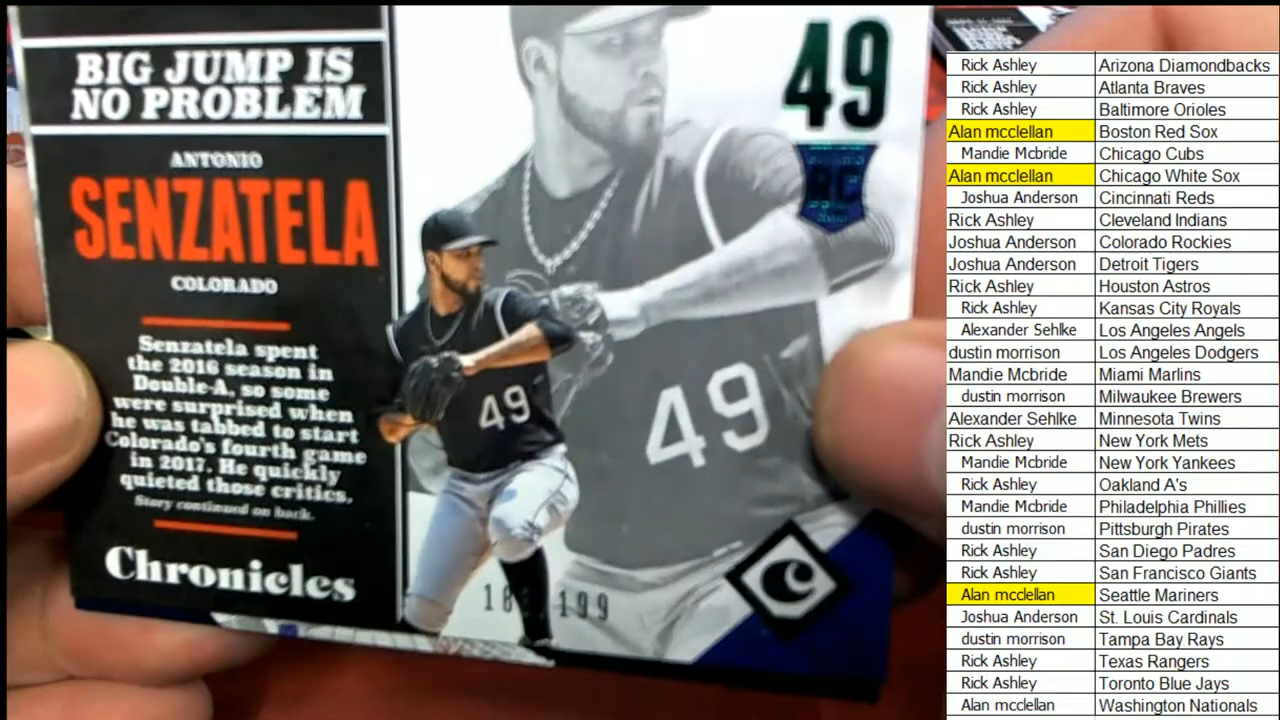 BIG JUMP IS
NO PROBLEM
ANTONIO
SENZATELA
COLORADO
Senzatela spent
the 2016 season in
Double-A, so some
were surprised when
he was tabbed to start
Colorado's fourth game
in 2017. He quickly
quieted those critics.
Story continued on back.
Chronicles
49
RC
49
49
199
C
Rick Ashley Arizona Diamondbacks
Rick Ashley Atlanta Braves
Rick Ashley Baltimore Orioles
Alan mcclellan Boston Red Sox
Mandie Mcbride Chicago Cubs
Alan mcclellan Chicago White Sox
Joshua Anderson Cincinnati Reds
Rick Ashley Cleveland Indians
Joshua Anderson Colorado Rockies
Joshua Anderson Detroit Tigers
Rick Ashley Houston Astros
Rick Ashley Kansas City Royals
Alexander Sehlke Los Angeles Angels
dustin morrison Los Angeles Dodgers
Mandie Mcbride Miami Marlins
dustin morrison Milwaukee Brewers
Alexander Sehlke Minnesota Twins
Rick Ashley New York Mets
Mandie Mcbride New York Yankees
Rick Ashley Oakland A's
Mandie Mcbride Philadelphia Phillies
dustin morrison Pittsburgh Pirates
Rick Ashley San Diego Padres
Rick Ashley San Francisco Giants
Alan mcclellan Seattle Mariners
Joshua Anderson St. Louis Cardinals
dustin morrison Tampa Bay Rays
Rick Ashley Texas Rangers
Rick Ashley Toronto Blue Jays
Alan mcclellan Washington Nationals